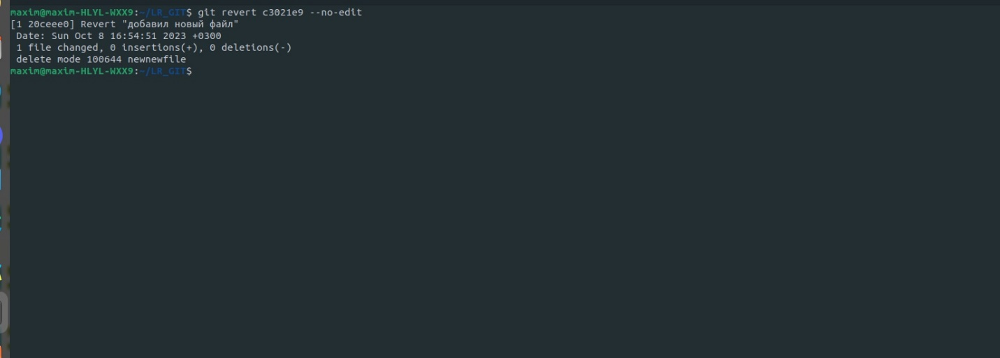 maxim@maxim-HLYL-WXX9:~/LR_GIT$ git revert c3021e9 --no-edit
[1 20ceee0] Revert "добавил новый файл"
Date: Sun Oct 8 16:54:51 2023 +0300
1 file changed, 0 insertions(+), 0 deletions(-)
delete mode 100644 newnewfile
maxim@maxim-HLYL-WXX9:~/LR_GIT$